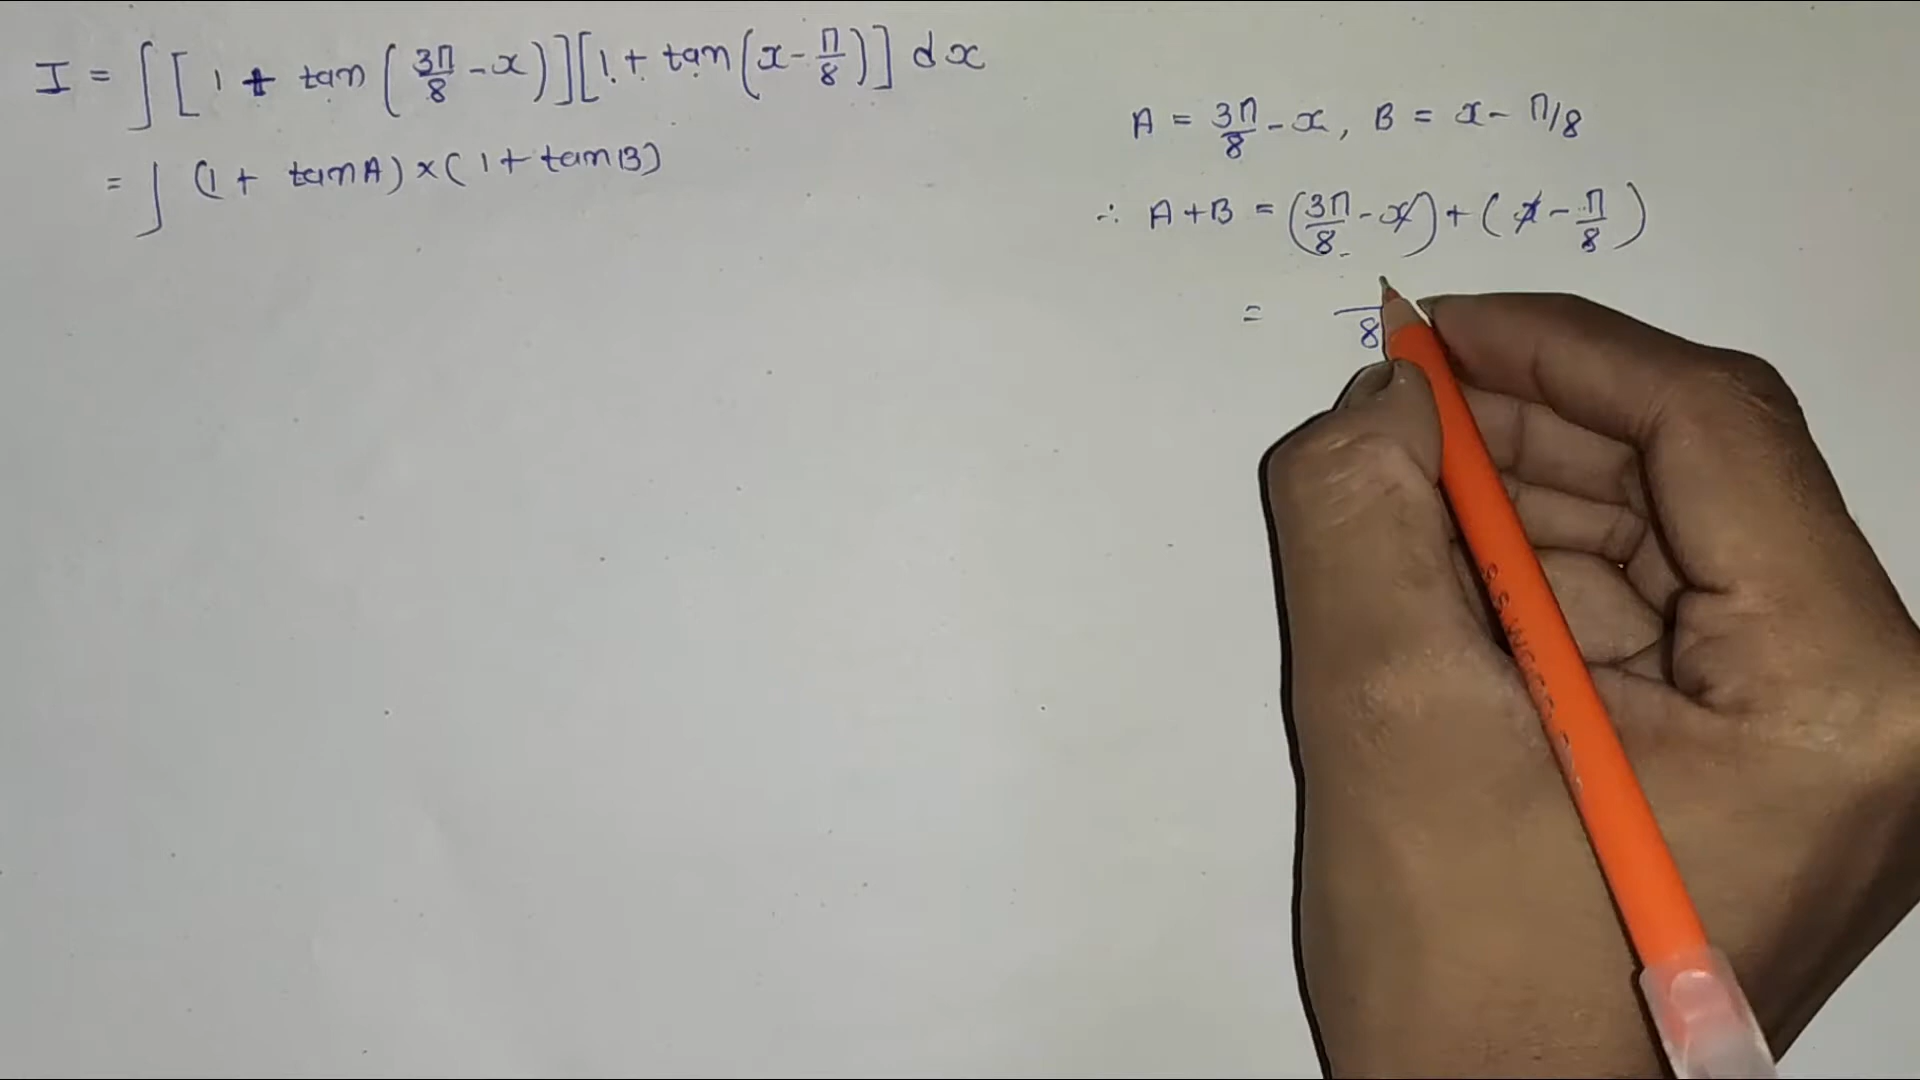 I = ∫ [1 + tan(3π/8 - x)][1 + tan(x - π/8)] dx
= ∫ (1 + tanA) × (1 + tanB)
A = 3π/8 - x, B = x - π/8
∴ A + B = (3π/8 - x) + (x - π/8)
= /8